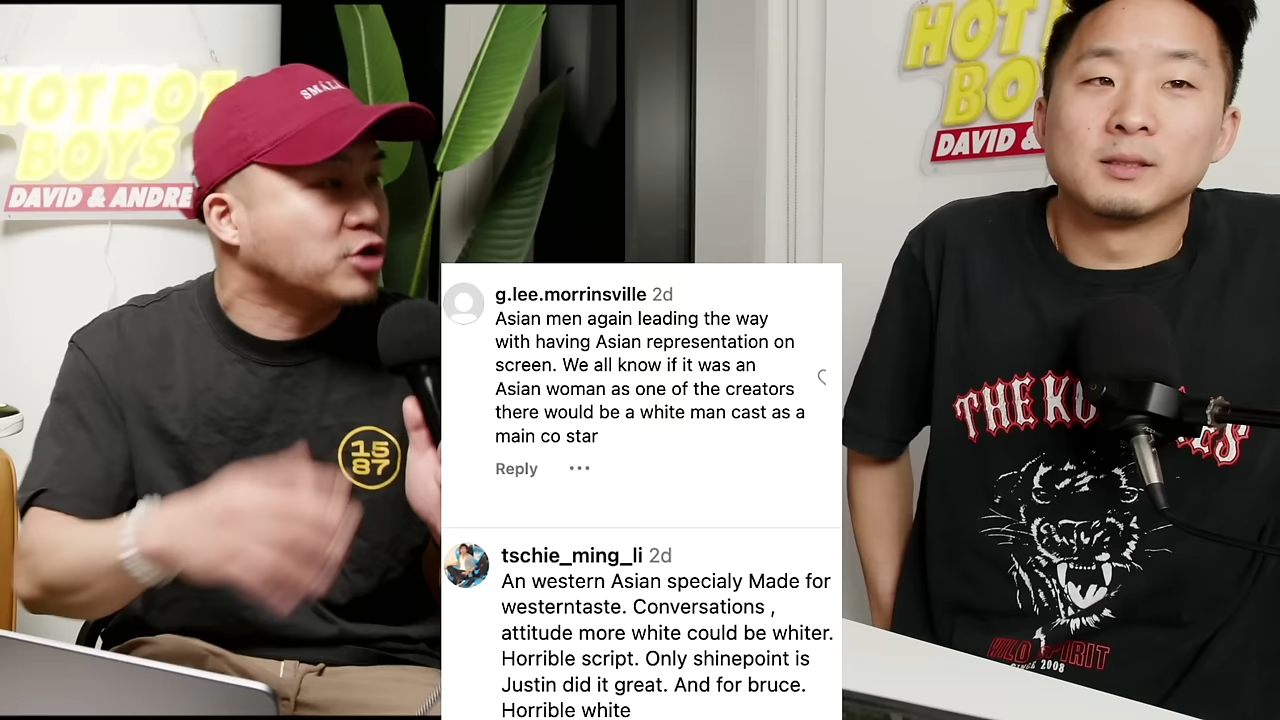 HOTPOT
BOYS
DAVID & ANDRE
SMALL
15
87
g.lee.morrinsville 2d
Asian men again leading the way
with having Asian representation on
screen. We all know if it was an
Asian woman as one of the creators
there would be a white man cast as a
main co star
Reply
tschie_ming_li 2d
An western Asian specialy Made for
westerntaste. Conversations ,
attitude more white could be whiter.
Horrible script. Only shinepoint is
Justin did it great. And for bruce.
Horrible white
HOT
BO
DAVID &
THE
WILD SPIRIT
SINCE 2008